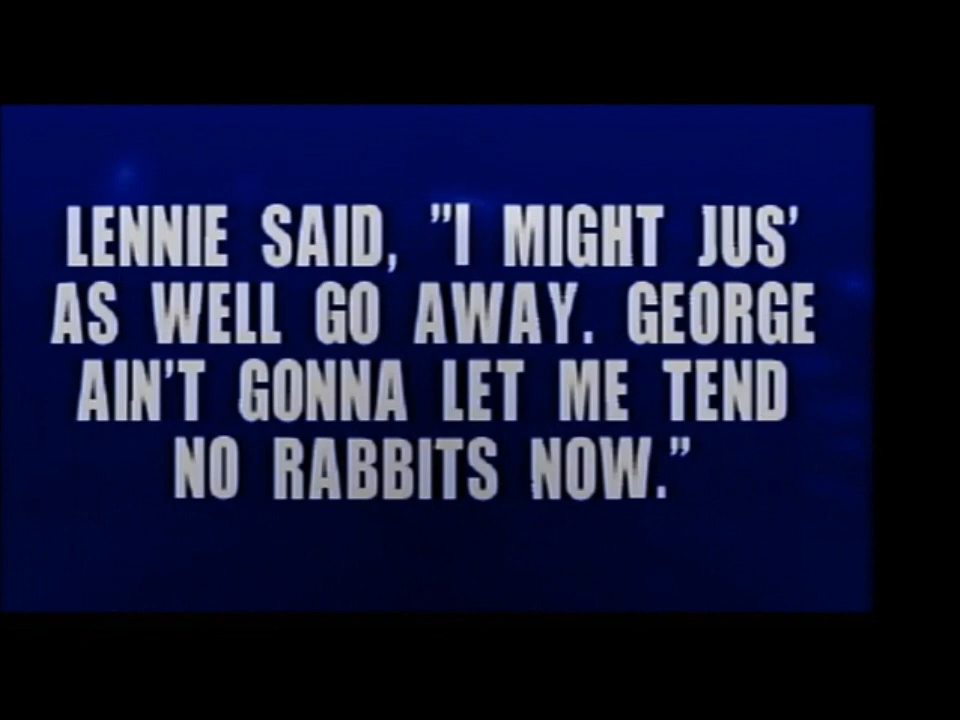 LENNIE SAID, "I MIGHT JUS'
AS WELL GO AWAY. GEORGE
AIN'T GONNA LET ME TEND
NO RABBITS NOW."